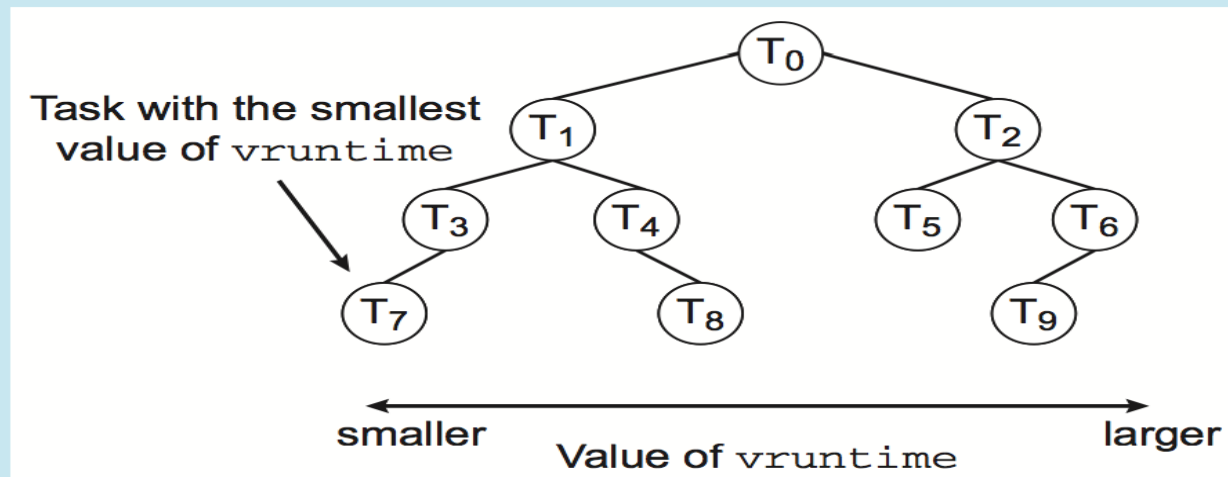 T₀
Task with the smallest
value of vruntime
T₁
T₂
T₃
T₄
T₅
T₆
T₇
T₈
T₉
smaller
larger
Value of vruntime